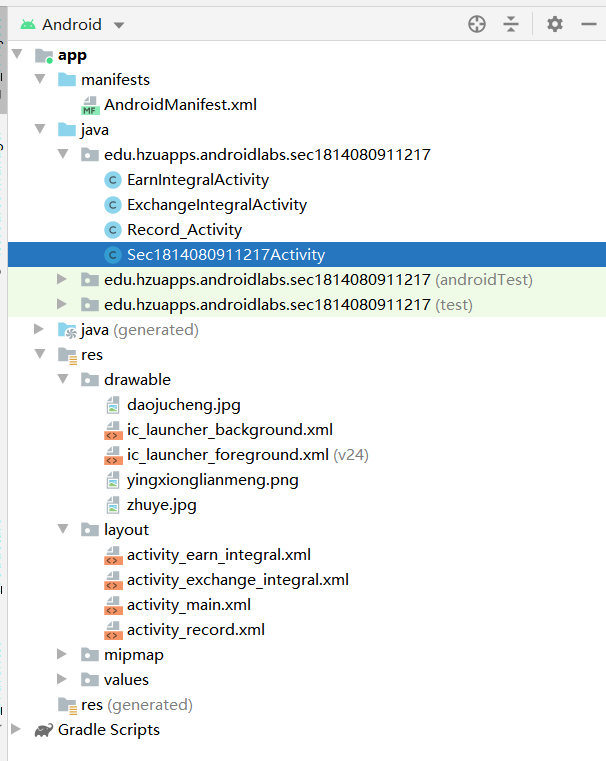 Android
app
manifests
MF AndroidManifest.xml
java
edu.hzuapps.androidlabs.sec1814080911217
C EarnIntegralActivity
C ExchangeIntegralActivity
C Record_Activity
C Sec1814080911217Activity
edu.hzuapps.androidlabs.sec1814080911217 (androidTest)
edu.hzuapps.androidlabs.sec1814080911217 (test)
java (generated)
res
drawable
daojucheng.jpg
ic_launcher_background.xml
ic_launcher_foreground.xml (v24)
yingxionglianmeng.png
zhuye.jpg
layout
activity_earn_integral.xml
activity_exchange_integral.xml
activity_main.xml
activity_record.xml
mipmap
values
res (generated)
Gradle Scripts